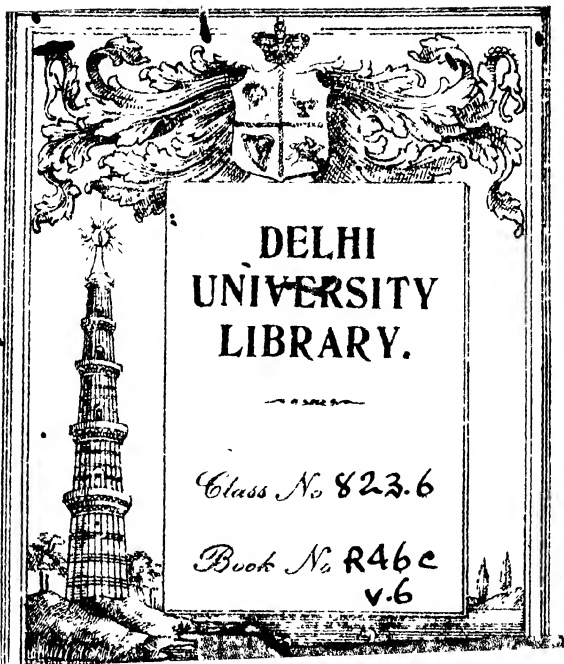 DELHI
UNIVERSITY
LIBRARY.
Class No 823.6
Book No R46c
v.6